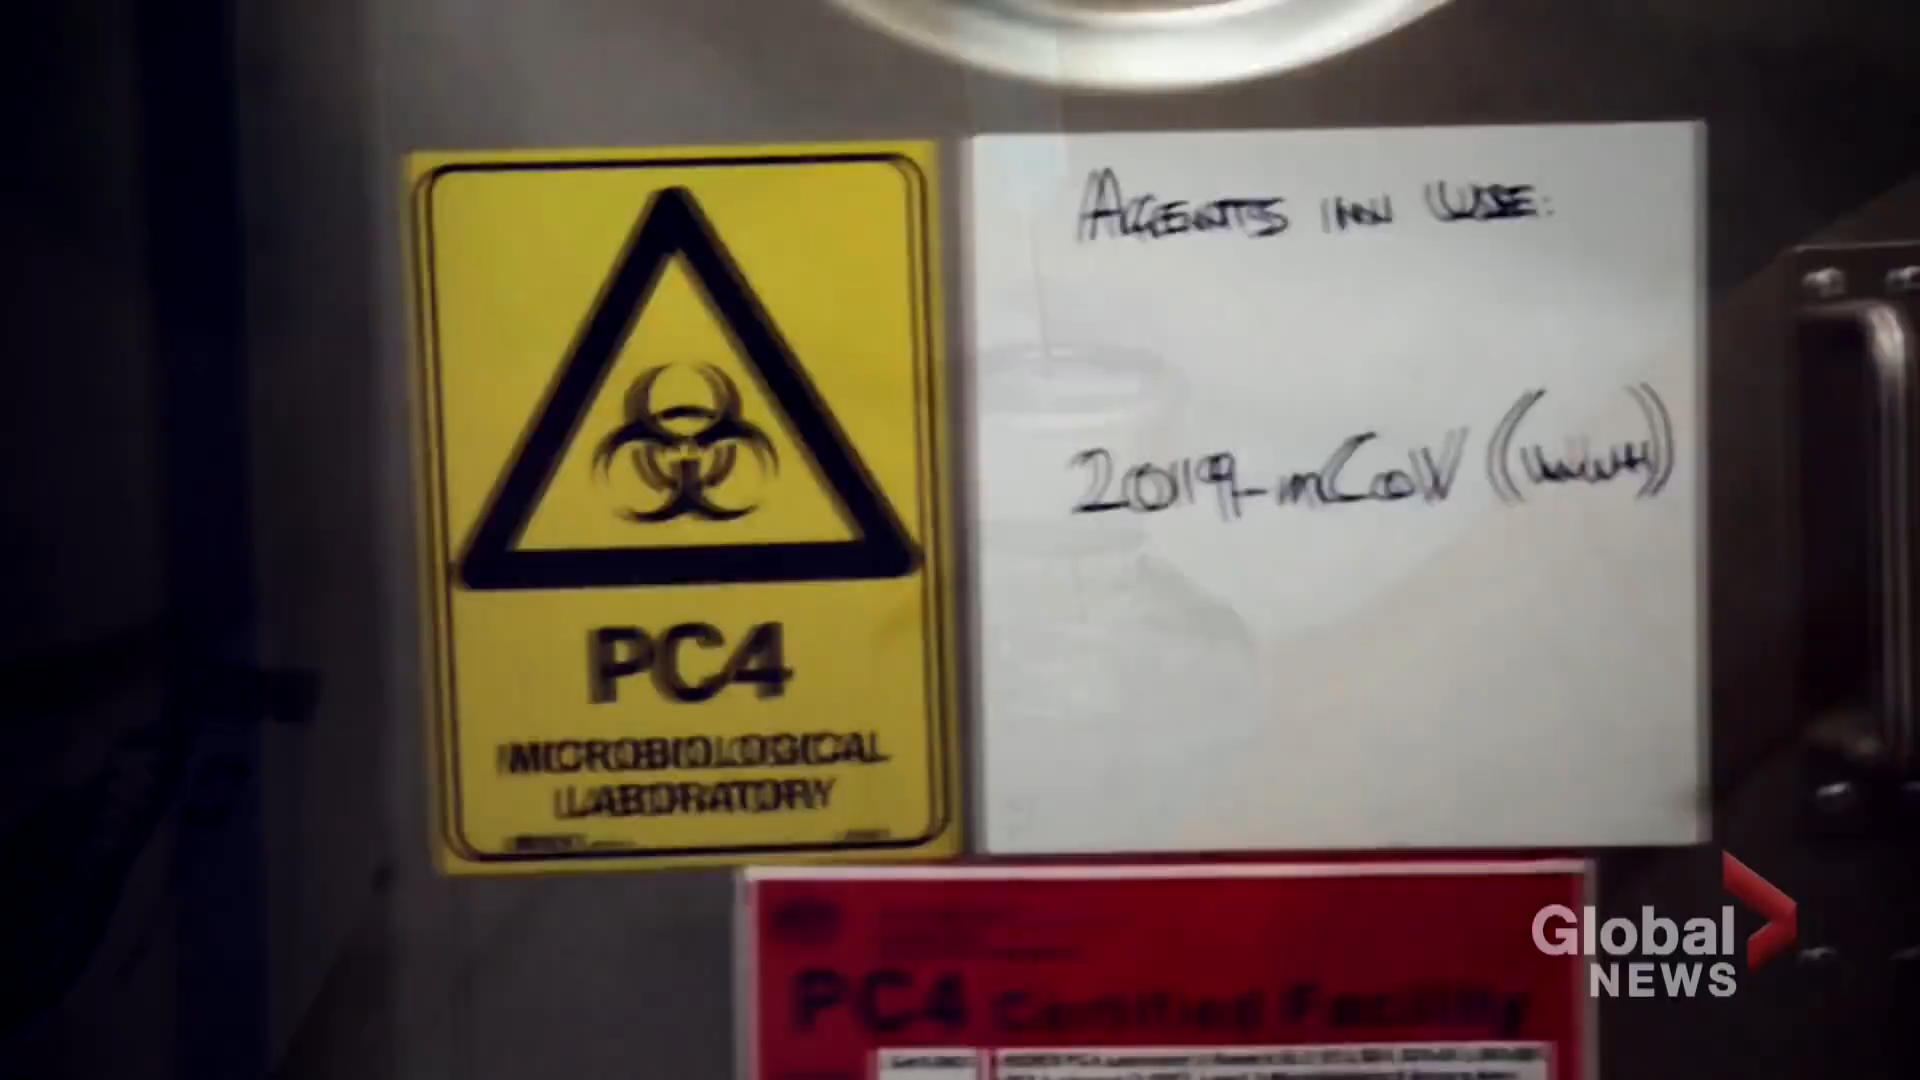 AGENTS IN USE:
2019-nCoV
PC4
MICROBIOLOGICAL
LABORATORY
PC4 Certified Facility
Global
NEWS